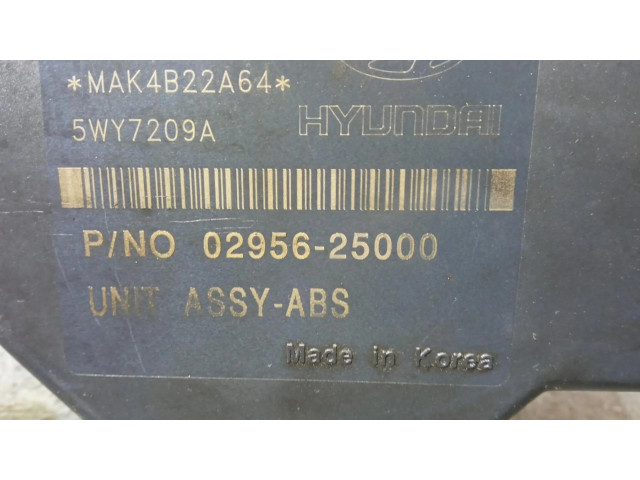 *MAK4B22A64*
5WY7209A
HYUNDAI
P/NO 02956-25000
UNIT ASSY-ABS
Made in Korea